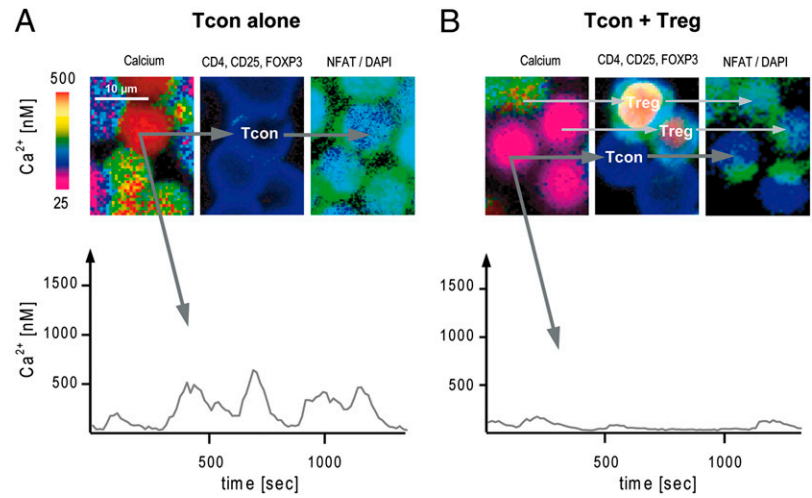 A
Tcon alone
Calcium
CD4, CD25, FOXP3
NFAT / DAPI
500
Ca2+ [nM]
25
10 µm
Tcon
Ca2+ [nM]
1500
1000
500
500
1000
time [sec]
B
Tcon + Treg
Calcium
CD4, CD25, FOXP3
NFAT / DAPI
Treg
Treg
Tcon
1500
1000
500
500
1000
time [sec]